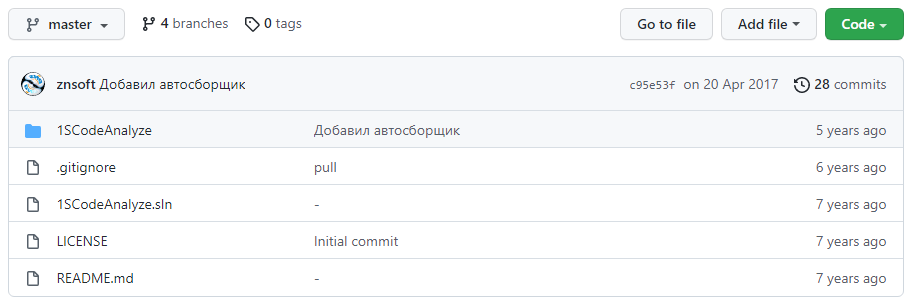 master 4 branches 0 tags Go to file Add file Code
znsoft Добавил автосборщик c95e53f on 20 Apr 2017 28 commits
1SCodeAnalyze Добавил автосборщик 5 years ago
.gitignore pull 6 years ago
1SCodeAnalyze.sln - 7 years ago
LICENSE Initial commit 7 years ago
README.md - 7 years ago